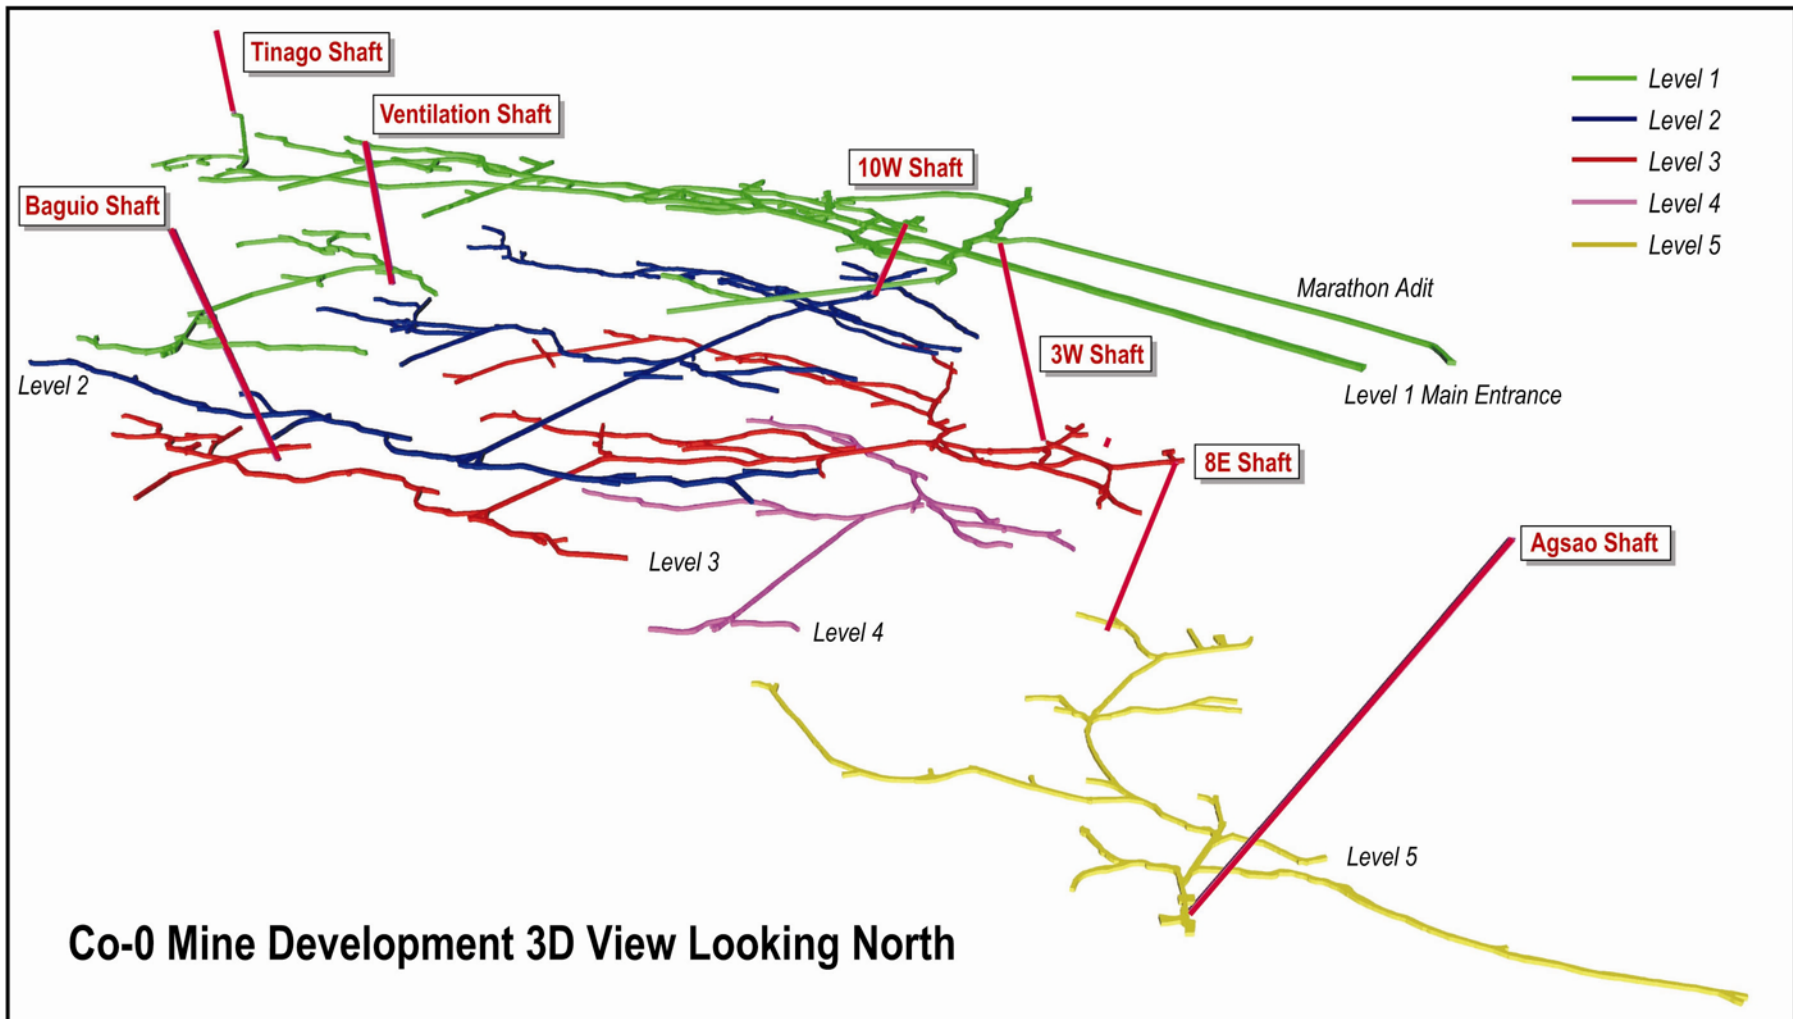 Tinago Shaft
Ventilation Shaft
10W Shaft
Baguio Shaft
Level 1
Level 2
Level 3
Level 4
Level 5
Marathon Adit
3W Shaft
Level 1 Main Entrance
Level 2
8E Shaft
Agsao Shaft
Level 3
Level 4
Level 5
Co-0 Mine Development 3D View Looking North